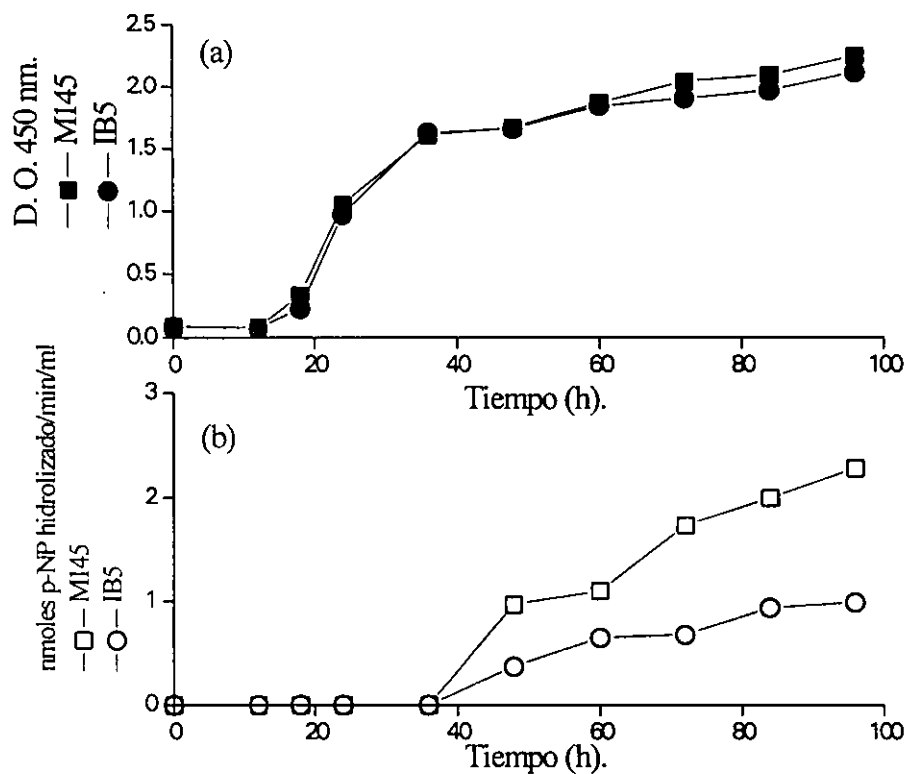 (a)
D. O. 450 nm.
M145
IB5
2.5
2.0
1.5
1.0
0.5
0.0
0 20 40 60 80 100
Tiempo (h).
(b)
nmoles p-NP hidrolizado/min/ml
M145
IB5
3
2
1
0
0 20 40 60 80 100
Tiempo (h).